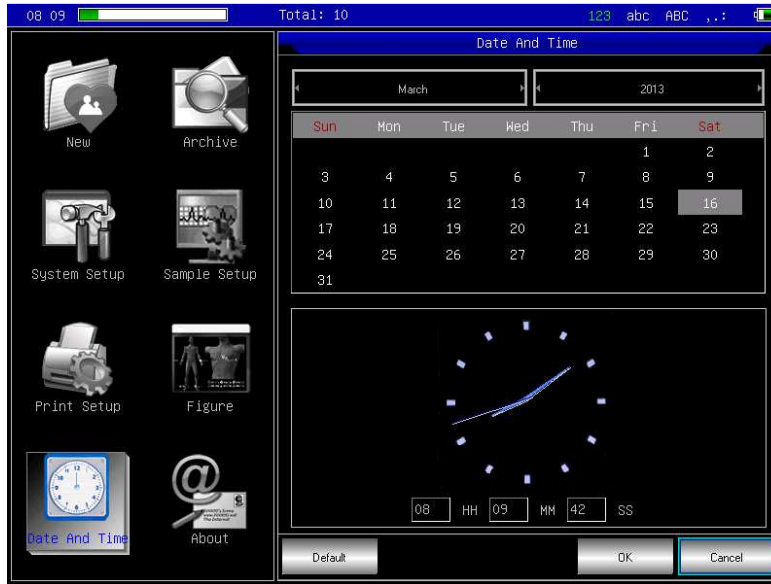 08 09 Total: 10 123 abc ABC ,.:
Date And Time
March 2013
Sun Mon Tue Wed Thu Fri Sat
1 2
3 4 5 6 7 8 9
10 11 12 13 14 15 16
17 18 19 20 21 22 23
24 25 26 27 28 29 30
31
New Archive
System Setup Sample Setup
Print Setup Figure
Date And Time About
08 HH 09 MM 42 SS
Default OK Cancel